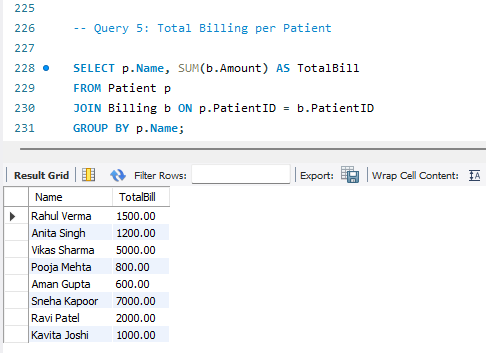 225
226 -- Query 5: Total Billing per Patient
227
228 SELECT p.Name, SUM(b.Amount) AS TotalBill
229 FROM Patient p
230 JOIN Billing b ON p.PatientID = b.PatientID
231 GROUP BY p.Name;
Result Grid Filter Rows: Export: Wrap Cell Content: IA
Name TotalBill
Rahul Verma 1500.00
Anita Singh 1200.00
Vikas Sharma 5000.00
Pooja Mehta 800.00
Aman Gupta 600.00
Sneha Kapoor 7000.00
Ravi Patel 2000.00
Kavita Joshi 1000.00